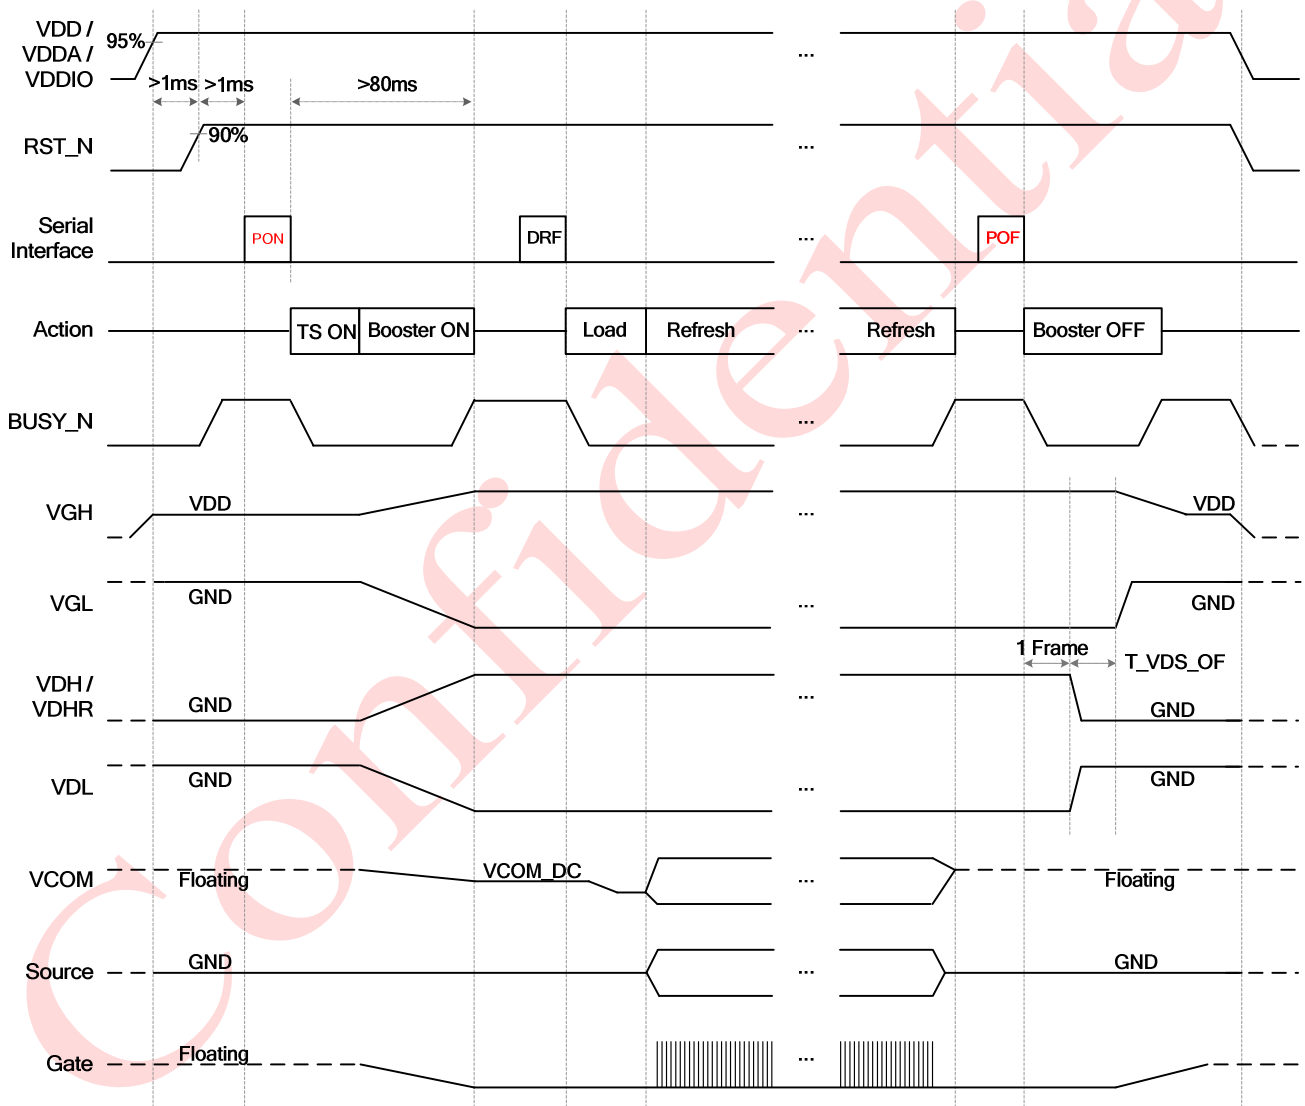 VDD /
VDDA /
VDDIO
95%
>1ms
>1ms
>80ms
...
RST_N
90%
...
Serial
Interface
PON
DRF
...
POF
Action
TS ON
Booster ON
Load
Refresh
...
Refresh
Booster OFF
BUSY_N
...
VGH
VDD
...
VDD
VGL
GND
...
GND
1 Frame
T_VDS_OF
VDH /
VDHR
GND
...
GND
VDL
GND
...
GND
VCOM
Floating
VCOM_DC
...
Floating
Source
GND
...
GND
Gate
Floating
...
Confidential